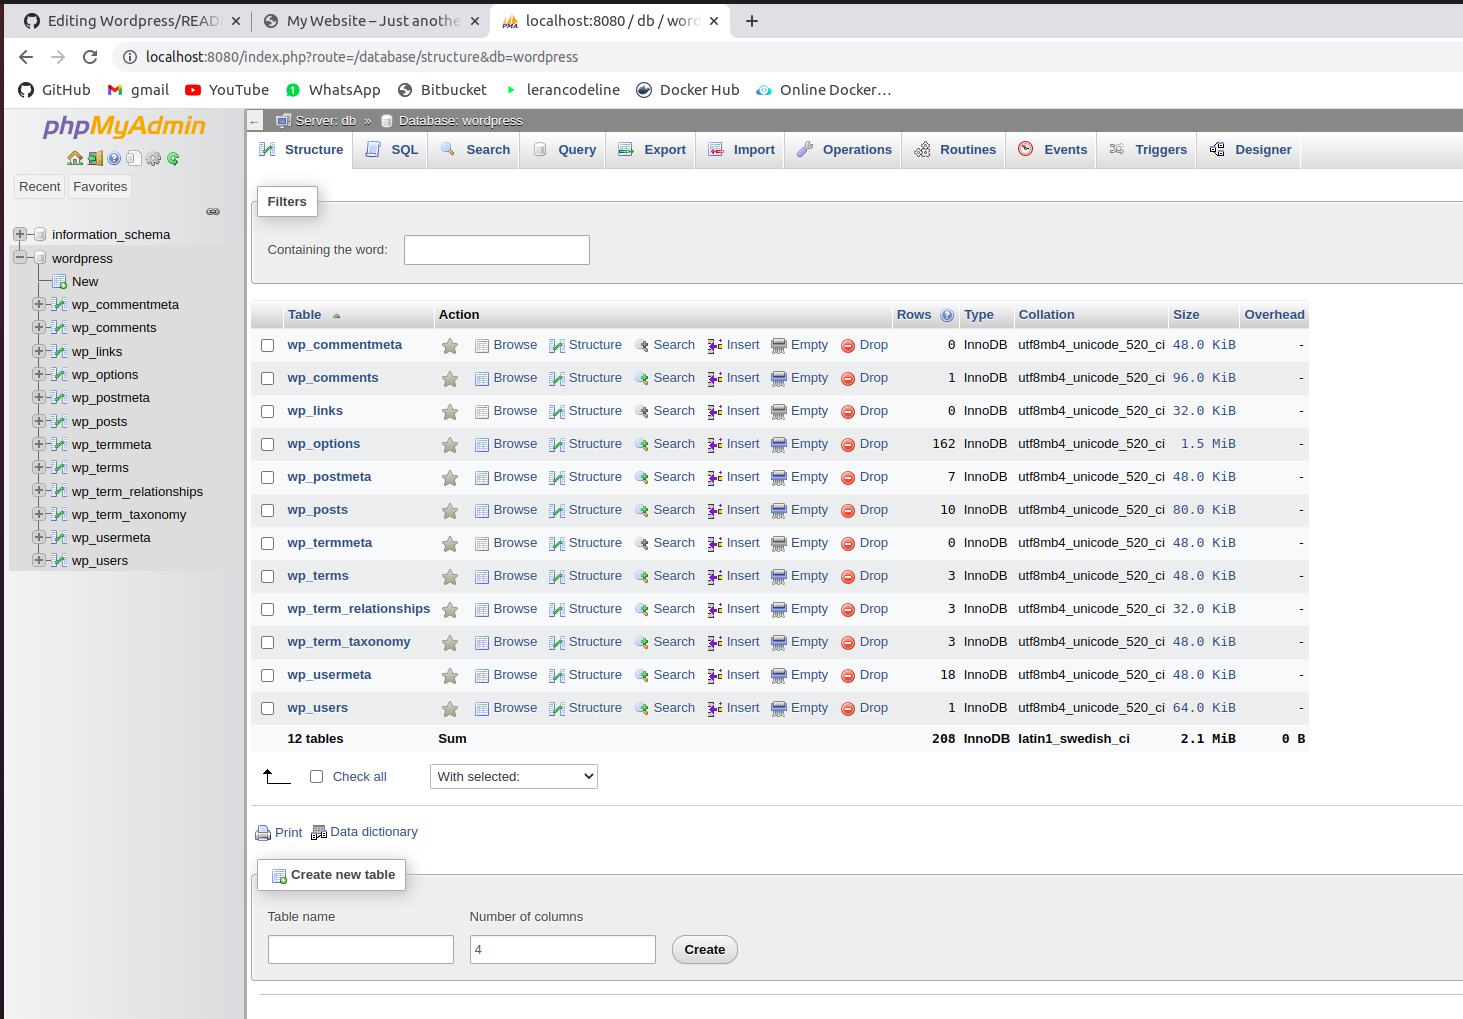 Editing Wordpress/READ
My Website – Just anothe
PMA
localhost:8080 / db / word
localhost:8080/index.php?route=/database/structure&db=wordpress
GitHub
gmail
YouTube
WhatsApp
Bitbucket
lerancodeline
Docker Hub
Online Docker…
phpMyAdmin
Recent
Favorites
information_schema
wordpress
New
wp_commentmeta
wp_comments
wp_links
wp_options
wp_postmeta
wp_posts
wp_termmeta
wp_terms
wp_term_relationships
wp_term_taxonomy
wp_usermeta
wp_users
Server: db » Database: wordpress
Structure SQL Search Query Export Import Operations Routines Events Triggers Designer
Filters
Containing the word:
Table Action Rows Type Collation Size Overhead
wp_commentmeta Browse Structure Search Insert Empty Drop 0 InnoDB utf8mb4_unicode_520_ci 48.0 KiB -
wp_comments Browse Structure Search Insert Empty Drop 1 InnoDB utf8mb4_unicode_520_ci 96.0 KiB -
wp_links Browse Structure Search Insert Empty Drop 0 InnoDB utf8mb4_unicode_520_ci 32.0 KiB -
wp_options Browse Structure Search Insert Empty Drop 162 InnoDB utf8mb4_unicode_520_ci 1.5 MiB -
wp_postmeta Browse Structure Search Insert Empty Drop 7 InnoDB utf8mb4_unicode_520_ci 48.0 KiB -
wp_posts Browse Structure Search Insert Empty Drop 10 InnoDB utf8mb4_unicode_520_ci 80.0 KiB -
wp_termmeta Browse Structure Search Insert Empty Drop 0 InnoDB utf8mb4_unicode_520_ci 48.0 KiB -
wp_terms Browse Structure Search Insert Empty Drop 3 InnoDB utf8mb4_unicode_520_ci 48.0 KiB -
wp_term_relationships Browse Structure Search Insert Empty Drop 3 InnoDB utf8mb4_unicode_520_ci 32.0 KiB -
wp_term_taxonomy Browse Structure Search Insert Empty Drop 3 InnoDB utf8mb4_unicode_520_ci 48.0 KiB -
wp_usermeta Browse Structure Search Insert Empty Drop 18 InnoDB utf8mb4_unicode_520_ci 48.0 KiB -
wp_users Browse Structure Search Insert Empty Drop 1 InnoDB utf8mb4_unicode_520_ci 64.0 KiB -
12 tables Sum 208 InnoDB latin1_swedish_ci 2.1 MiB 0 B
Check all With selected:
Print Data dictionary
Create new table
Table name Number of columns
4 Create